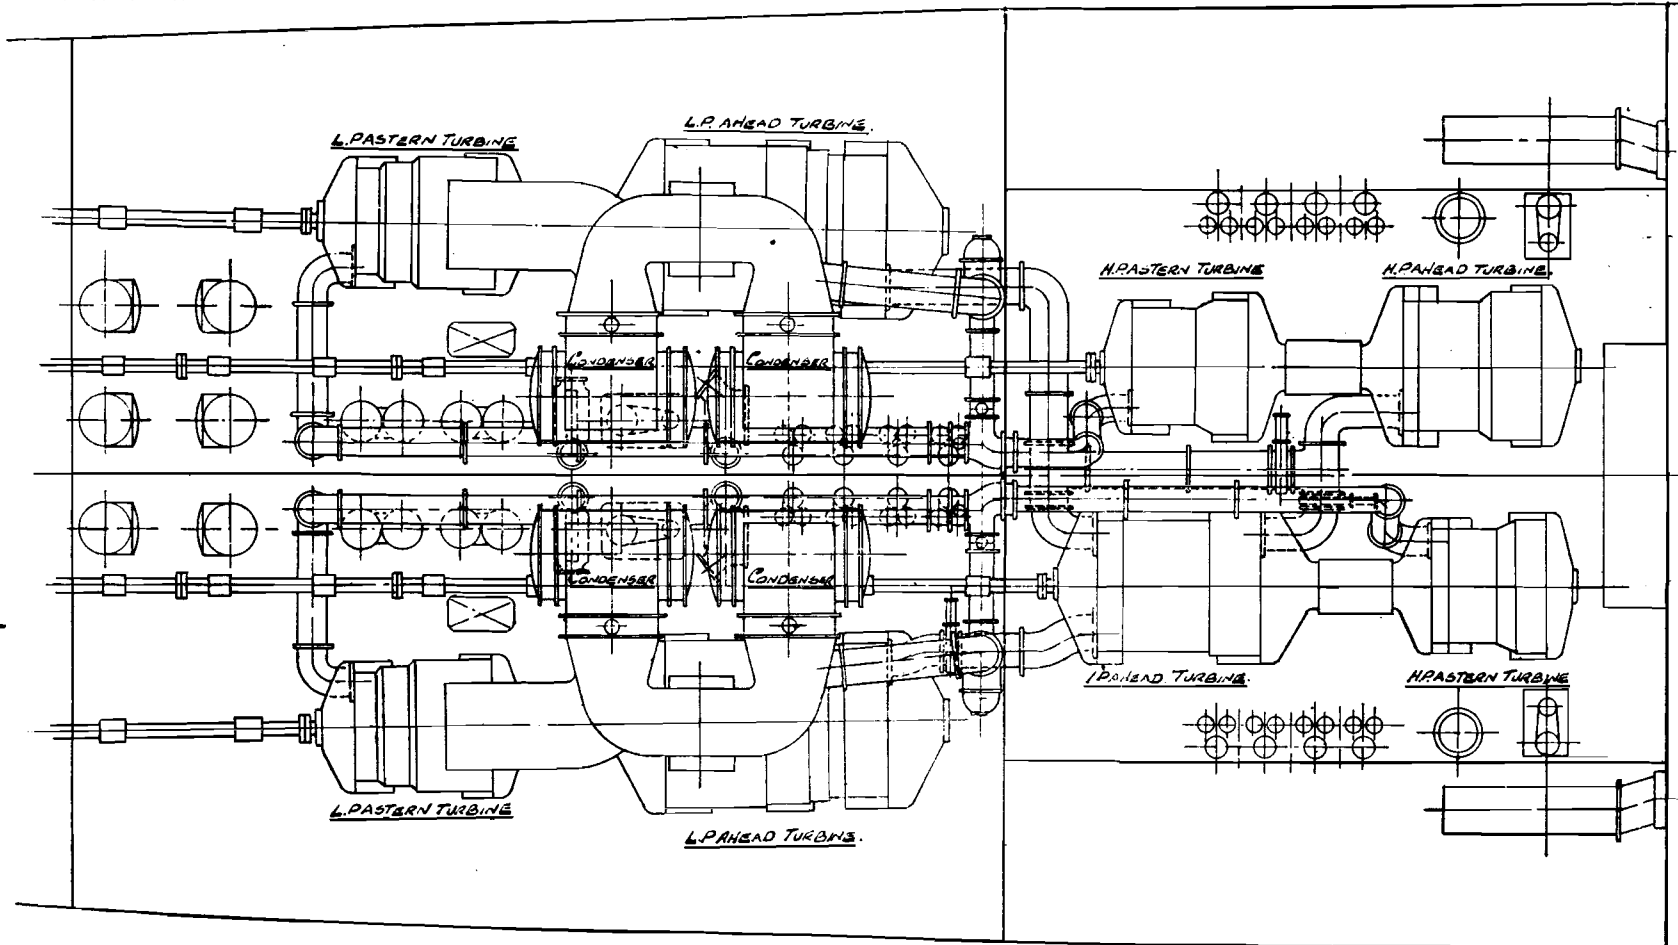 L.P. AHEAD TURBINE.
L.P ASTERN TURBINE
H.P ASTERN TURBINE
H.P AHEAD TURBINE.
CONDENSER
CONDENSER
CONDENSER
CONDENSER
I.P AHEAD TURBINE.
H.P ASTERN TURBINE
L.P ASTERN TURBINE
L.P AHEAD TURBINE.